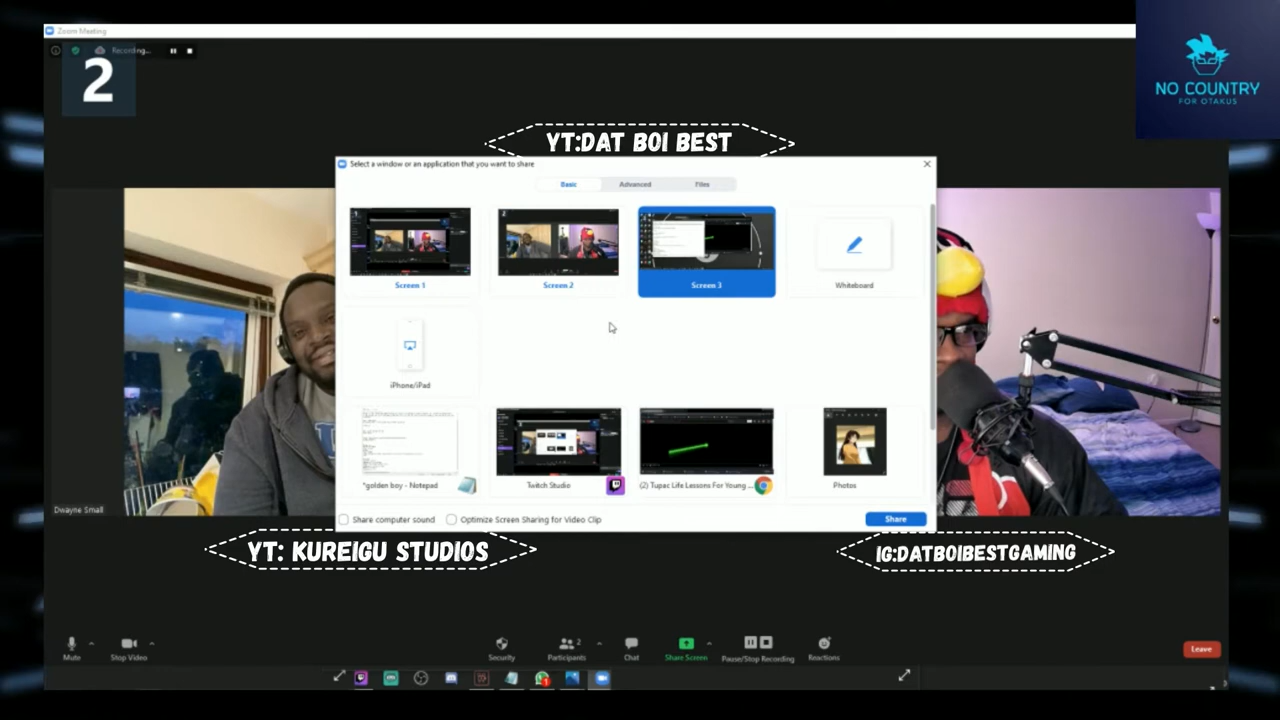 Zoom Meeting
Recording...
2
NO COUNTRY
FOR OTAKUS
YT:DAT BOI BEST
Select a window or an application that you want to share
Basic
Advanced
Files
Screen 1
Screen 2
Screen 3
Whiteboard
iPhone/iPad
*golden boy - Notepad
Twitch Studio
(2) Tupac Life Lessons For Young ...
Photos
Dwayne Small
Share computer sound
Optimize Screen Sharing for Video Clip
Share
YT: KUREIGU STUDIOS
IG:DATBOIBESTGAMING
Mute
Stop Video
Security
Participants
2
Chat
Share Screen
Pause/Stop Recording
Reactions
Leave